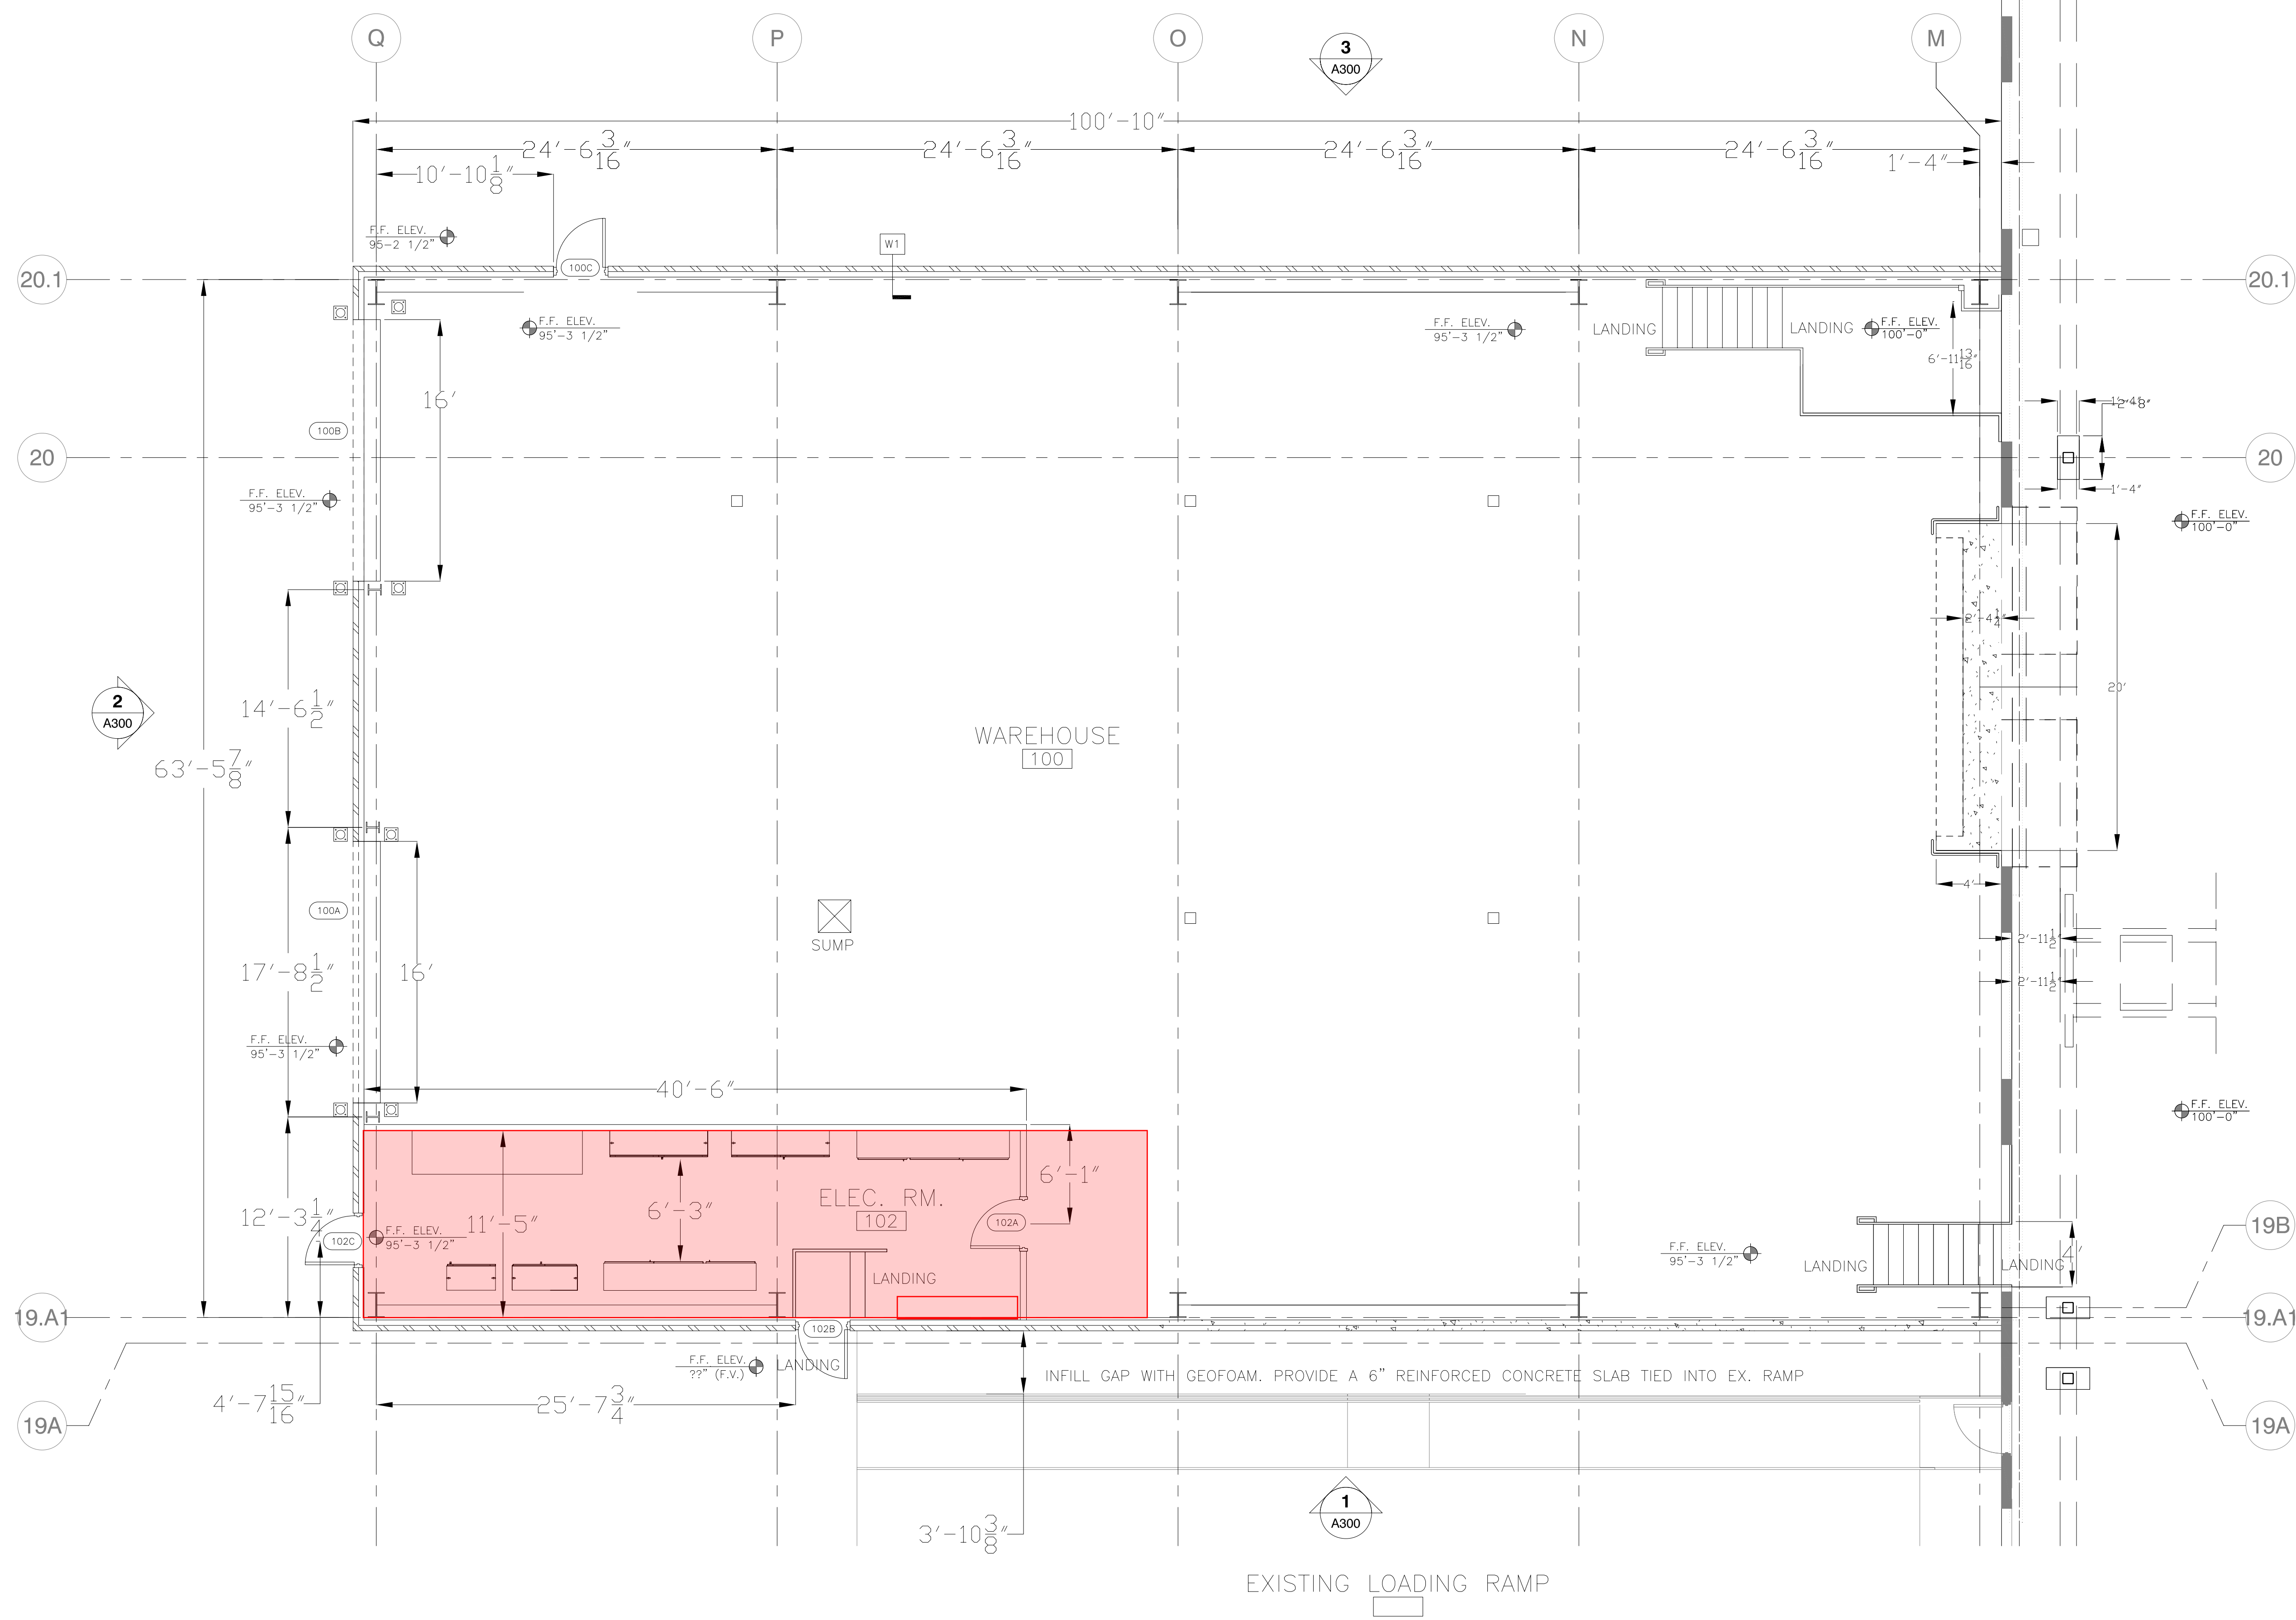 Q P O N M
3
A300
100'-10"
24'-6 3/16" 24'-6 3/16" 24'-6 3/16" 24'-6 3/16"
1'-4"
10'-10 1/8"
F.F. ELEV.
95-2 1/2"
W1
100C
20.1 20.1
F.F. ELEV.
95'-3 1/2"
F.F. ELEV.
95'-3 1/2"
LANDING LANDING
F.F. ELEV.
100'-0"
6'-11 13/16"
16'
1'-4"
2'-8"
100B
20 20
1'-4"
F.F. ELEV.
95'-3 1/2"
F.F. ELEV.
100'-0"
2'-4 1/4"
20'
2
A300
14'-6 1/2"
63'-5 7/8"
WAREHOUSE
100
4'
100A
SUMP
2'-11 1/2"
17'-8 1/2"
16'
2'-11 1/2"
F.F. ELEV.
95'-3 1/2"
40'-6"
F.F. ELEV.
100'-0"
6'-1"
ELEC. RM.
102
6'-3"
11'-5"
12'-3 1/4"
102A
102C
F.F. ELEV.
95'-3 1/2"
19B
F.F. ELEV.
95'-3 1/2"
LANDING LANDING
4'
LANDING
19.A1 19.A1
102B
F.F. ELEV.
??" (F.V.)
LANDING
INFILL GAP WITH GEOFOAM. PROVIDE A 6" REINFORCED CONCRETE SLAB TIED INTO EX. RAMP
4'-7 15/16"
25'-7 3/4"
19A 19A
1
A300
3'-10 3/8"
EXISTING LOADING RAMP